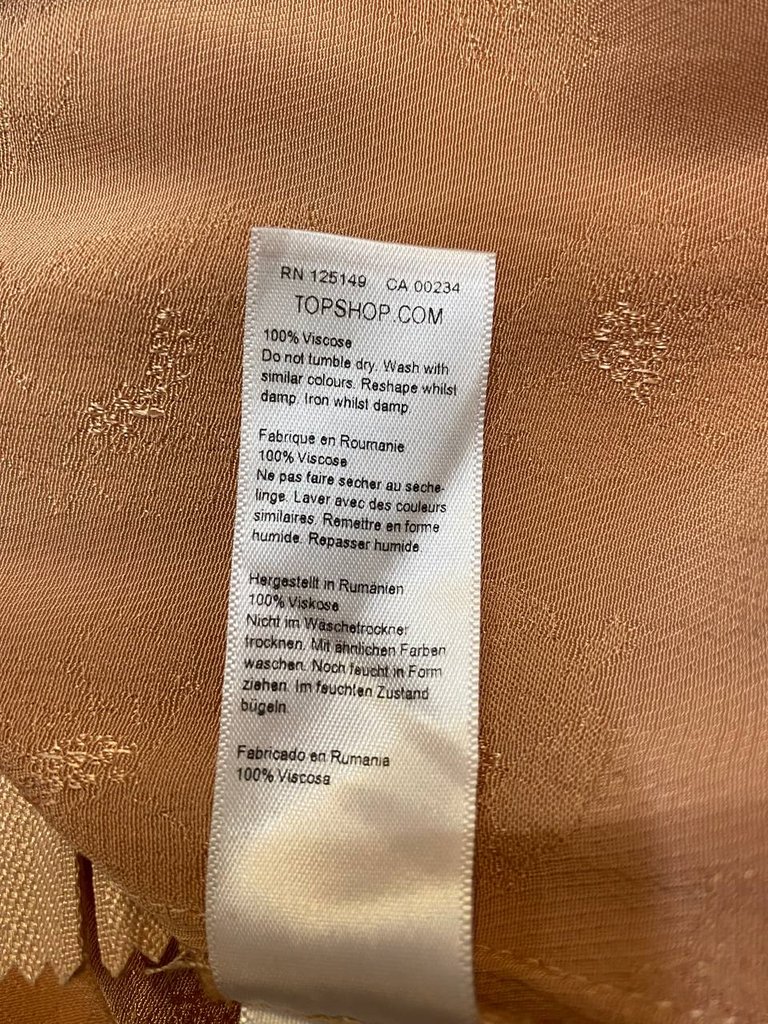 RN 125149 CA 00234
TOPSHOP.COM
100% Viscose
Do not tumble dry. Wash with
similar colours. Reshape whilst
damp. Iron whilst damp.
Fabrique en Roumanie
100% Viscose
Ne pas faire secher au seche-
linge. Laver avec des couleurs
similaires. Remettre en forme
humide. Repasser humide.
Hergestellt in Rumänien
100% Viskose
Nicht im Wäschetrockner
trocknen. Mit ähnlichen Farben
waschen. Noch feucht in Form
ziehen. Im feuchten Zustand
bügeln.
Fabricado en Rumania
100% Viscosa